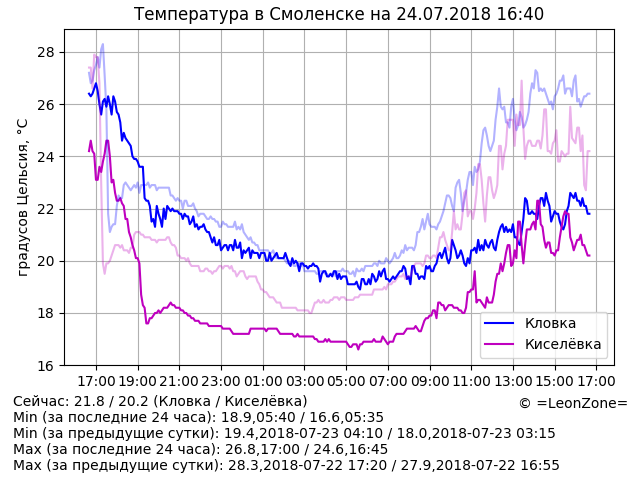 Температура в Смоленске на 24.07.2018 16:40
градусов Цельсия, °C
28
26
24
22
20
18
16
17:00 19:00 21:00 23:00 01:00 03:00 05:00 07:00 09:00 11:00 13:00 15:00 17:00
Кловка
Киселёвка
Сейчас: 21.8 / 20.2 (Кловка / Киселёвка)
© =LeonZone=
Min (за последние 24 часа): 18.9,05:40 / 16.6,05:35
Min (за предыдущие сутки): 19.4,2018-07-23 04:10 / 18.0,2018-07-23 03:15
Max (за последние 24 часа): 26.8,17:00 / 24.6,16:45
Max (за предыдущие сутки): 28.3,2018-07-22 17:20 / 27.9,2018-07-22 16:55